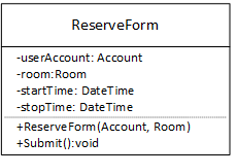 ReserveForm
-userAccount: Account
-room:Room
-startTime: DateTime
-stopTime: DateTime
+ReserveForm(Account, Room)
+Submit():void